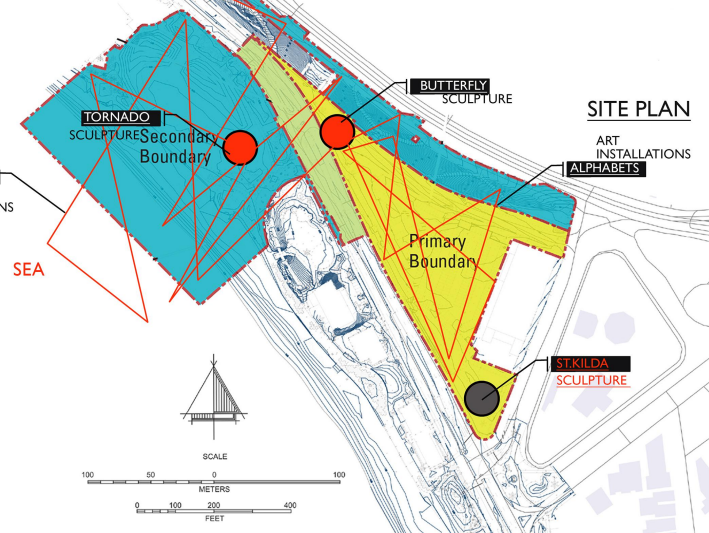 BUTTERFLY
SCULPTURE
SITE PLAN
TORNADO
SCULPTURE
Secondary
Boundary
ART
INSTALLATIONS
ALPHABETS
NS
SEA
Primary
Boundary
ST.KILDA
SCULPTURE
SCALE
100 50 0 100
METERS
0 100 200 400
FEET